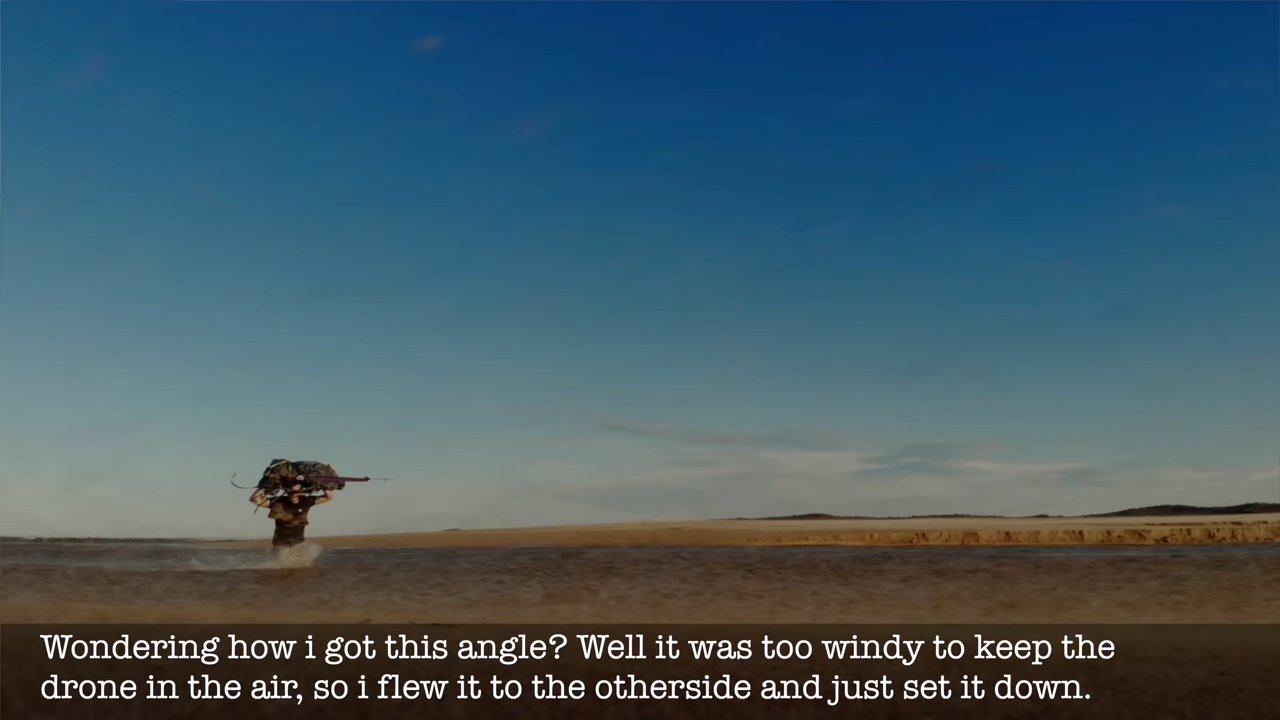 Wondering how i got this angle? Well it was too windy to keep the
drone in the air, so i flew it to the otherside and just set it down.